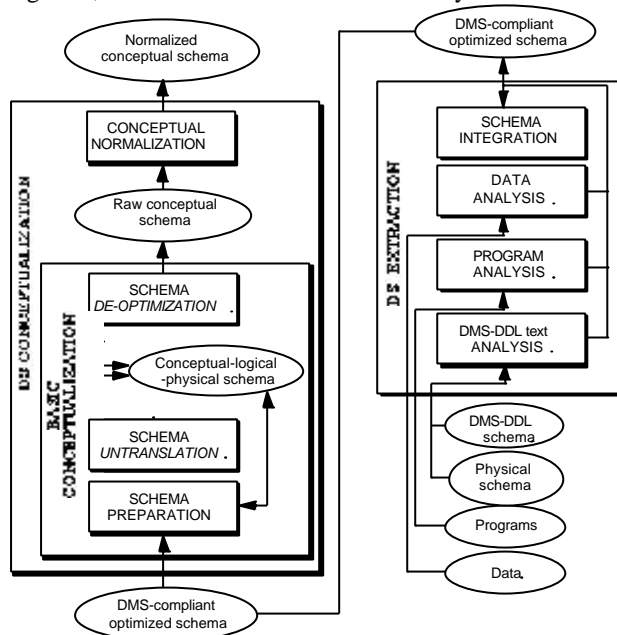 Normalized
conceptual schema
CONCEPTUAL
NORMALIZATION
Raw conceptual
schema
SCHEMA
DE-OPTIMIZATION .
Conceptual-logical
-physical schema
SCHEMA
UNTRANSLATION .
SCHEMA
PREPARATION
DMS-compliant
optimized schema
DS CONCEPTUALIZATION
BASIC
CONCEPTUALIZATION
DMS-compliant
optimized schema
SCHEMA
INTEGRATION
DATA
ANALYSIS .
PROGRAM
ANALYSIS .
DMS-DDL text
ANALYSIS .
DS EXTRACTION
DMS-DDL
schema
Physical
schema
Programs
Data.